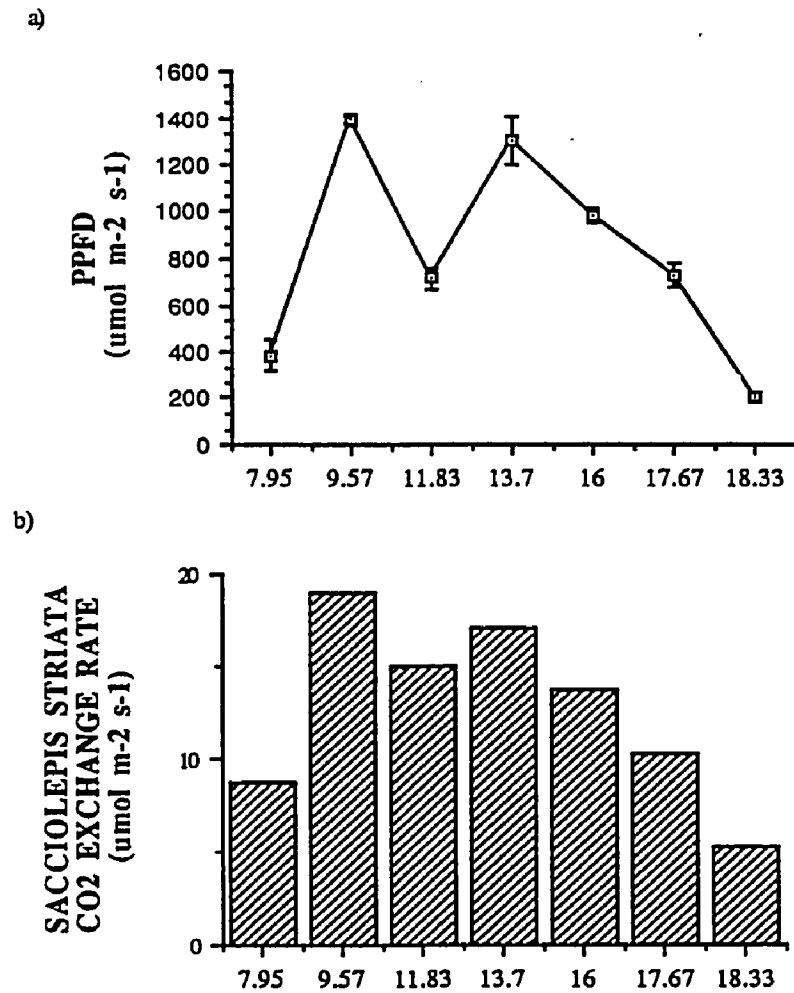 a)
1600
1400
1200
1000
800
600
400
200
0
PPFD
(umol m-2 s-1)
7.95 9.57 11.83 13.7 16 17.67 18.33
b)
20
10
0
SACCIOLEPIS STRIATA
CO2 EXCHANGE RATE
(umol m-2 s-1)
7.95 9.57 11.83 13.7 16 17.67 18.33